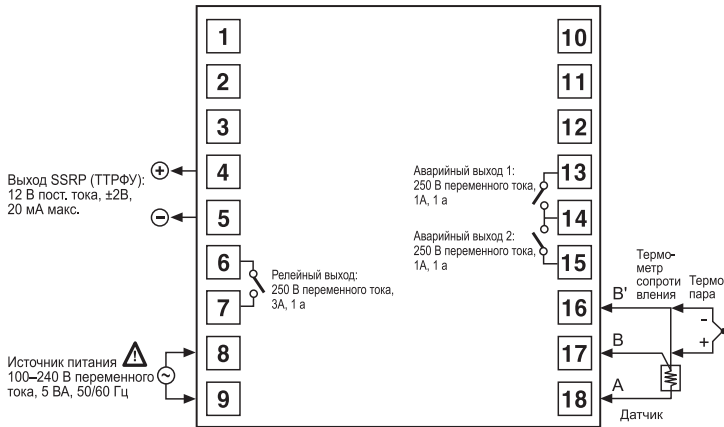 1
2
3
4
5
6
7
8
9
10
11
12
13
14
15
16
17
18
Выход SSRP (ТТРФУ):
12 В пост. тока, ±2В,
20 мА макс.
+
−
Релейный выход:
250 В переменного тока,
3А, 1 а
Источник питания
100–240 В переменного
тока, 5 ВА, 50/60 Гц
~
Аварийный выход 1:
250 В переменного тока,
1А, 1 а
Аварийный выход 2:
250 В переменного тока,
1А, 1 а
Термо-
метр
сопроти
вления
Термо
пара
B'
B
A
-
+
Датчик